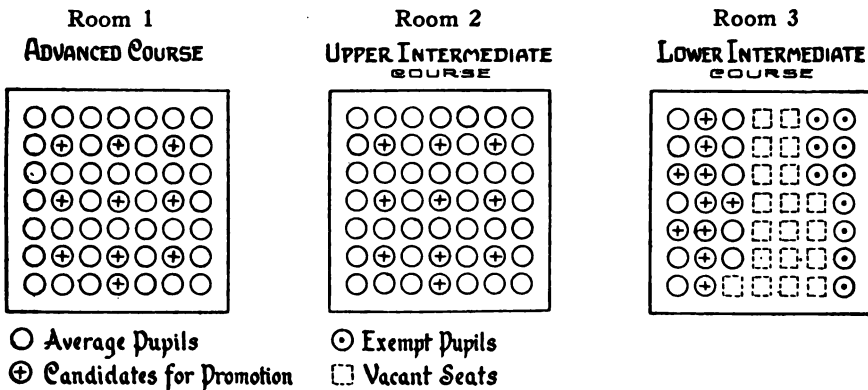 Room 1
ADVANCED COURSE
Room 2
UPPER INTERMEDIATE
COURSE
Room 3
LOWER INTERMEDIATE
COURSE
Average Pupils
Candidates for Promotion
Exempt Pupils
Vacant Seats